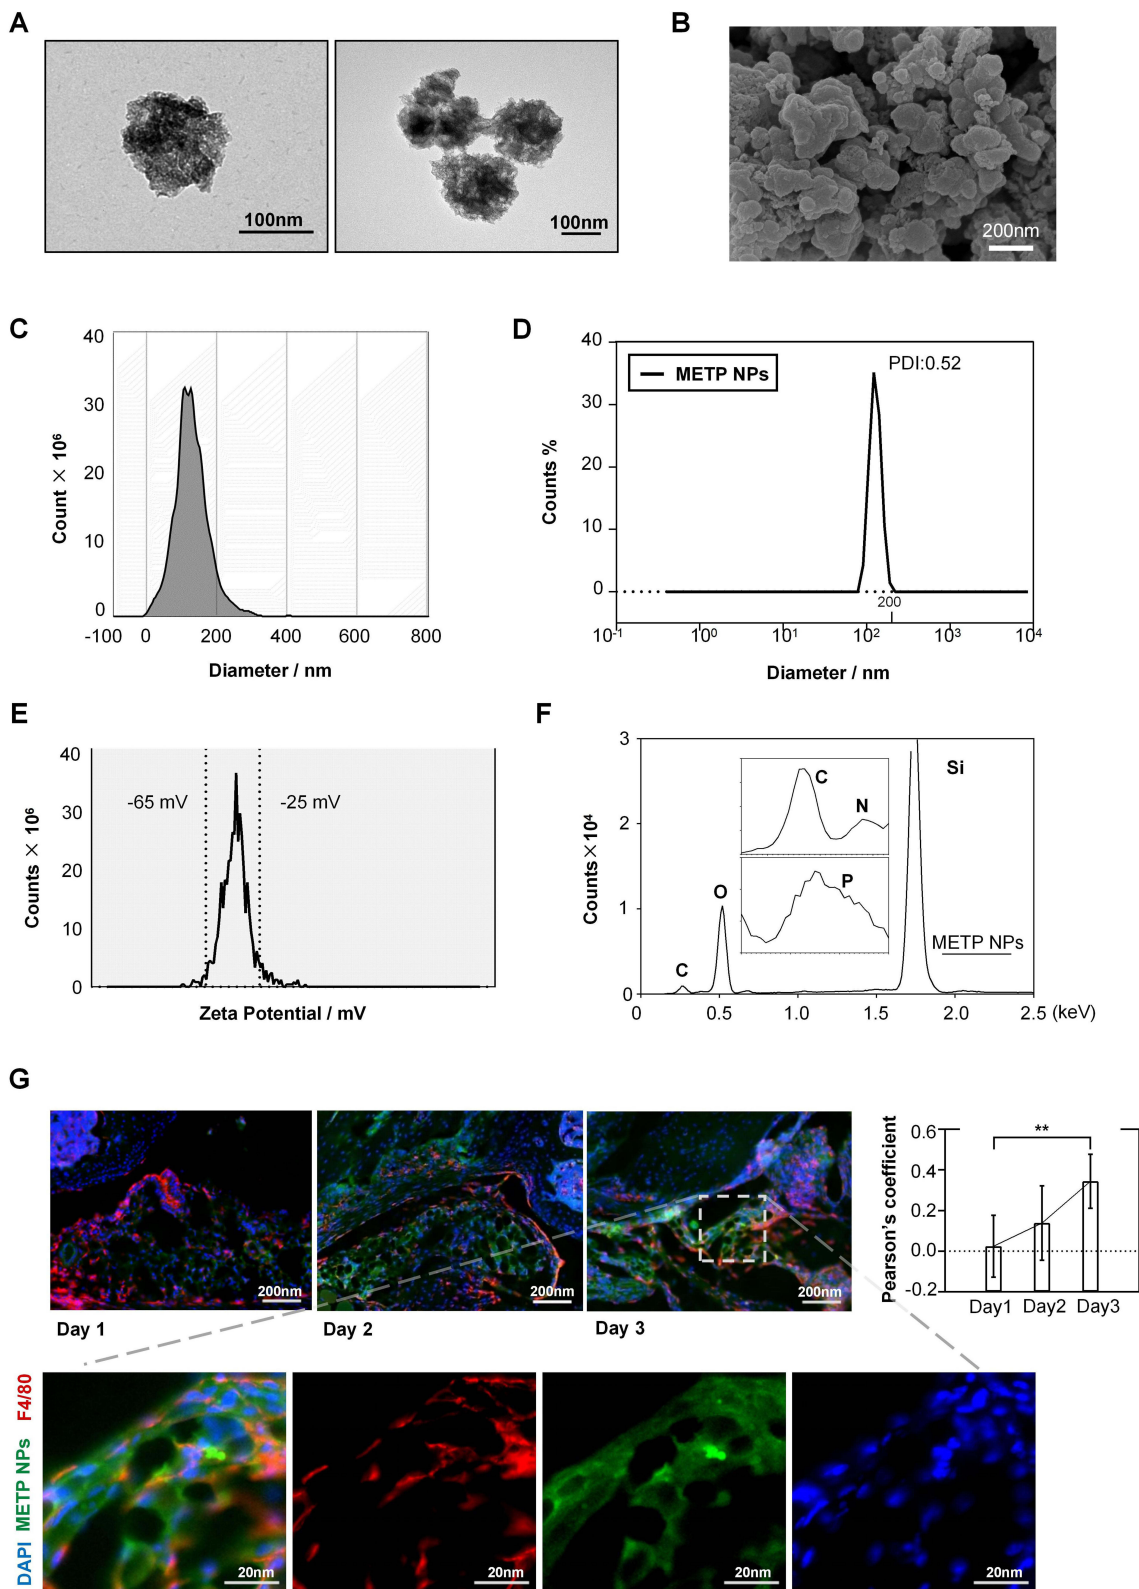 A
B
100nm
100nm
200nm
C
D
40
30
20
10
0
Count × 10⁶
-100 0 200 400 600 800
Diameter / nm
40
30
20
10
0
Counts %
METP NPs
PDI:0.52
200
10⁻¹ 10⁰ 10¹ 10² 10³ 10⁴
Diameter / nm
E
F
40
30
20
10
0
Counts × 10⁶
-65 mV
-25 mV
Zeta Potential / mV
3
2
1
0
Counts×10⁴
C
N
P
Si
O
C
METP NPs
0 0.5 1.0 1.5 2.0 2.5 (keV)
G
200nm
200nm
200nm
Day 1
Day 2
Day 3
Pearson's coefficient
0.6
0.4
0.2
0.0
-0.2
**
Day1 Day2 Day3
DAPI METP NPs F4/80
20nm
20nm
20nm
20nm